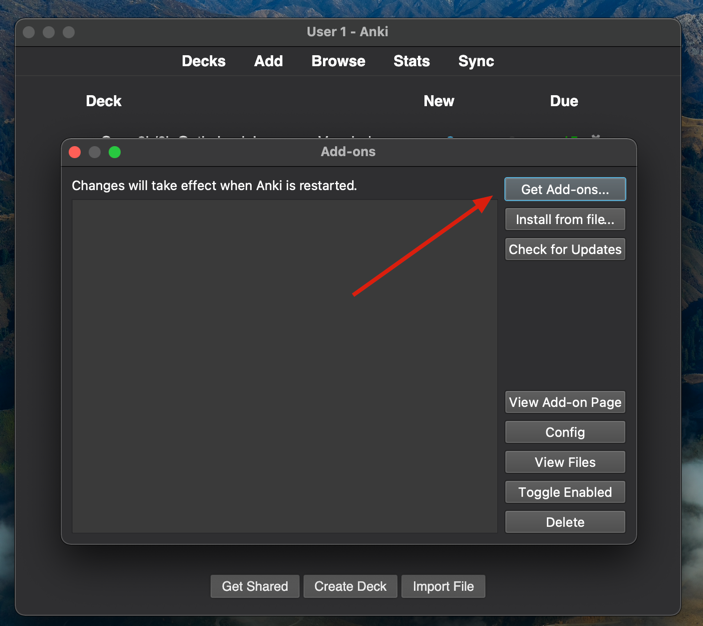 User 1 - Anki
Decks Add Browse Stats Sync
Deck New Due
Add-ons
Changes will take effect when Anki is restarted.
Get Add-ons...
Install from file...
Check for Updates
View Add-on Page
Config
View Files
Toggle Enabled
Delete
Get Shared Create Deck Import File